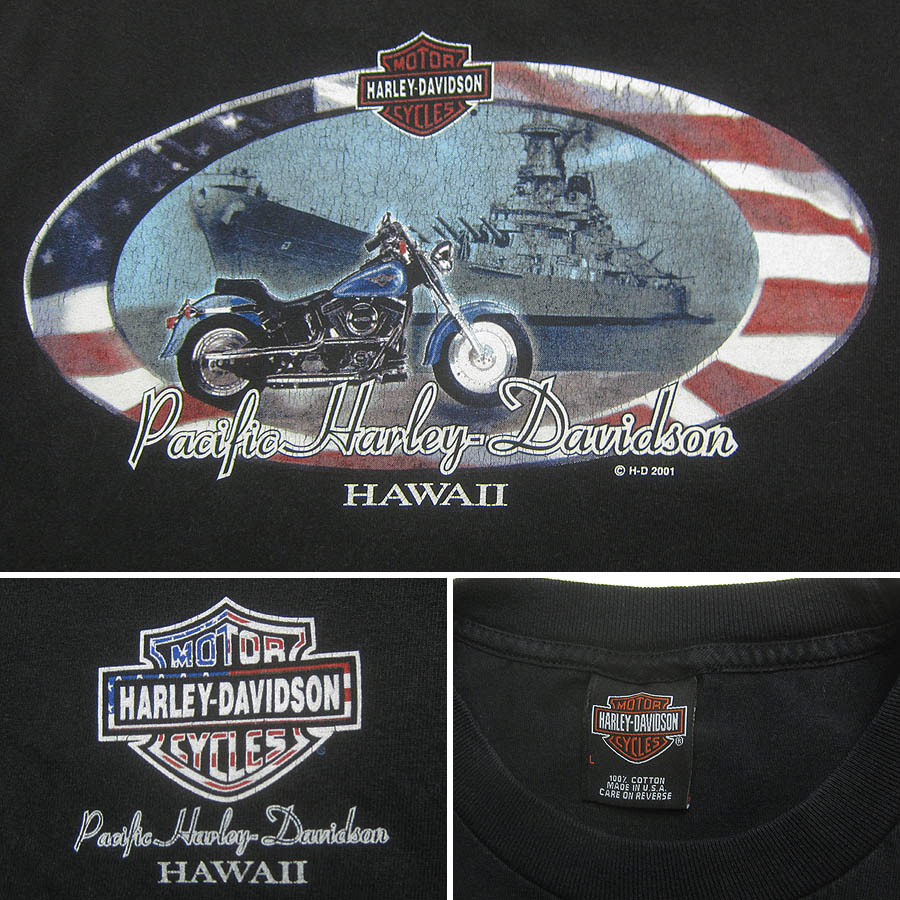 MOTOR
HARLEY-DAVIDSON
CYCLES
Pacific Harley-Davidson
© H-D 2001
HAWAII
MOTOR
HARLEY-DAVIDSON
CYCLES
Pacific Harley-Davidson
HAWAII
MOTOR
HARLEY-DAVIDSON
CYCLES ®
L
100% COTTON
MADE IN U.S.A.
CARE ON REVERSE